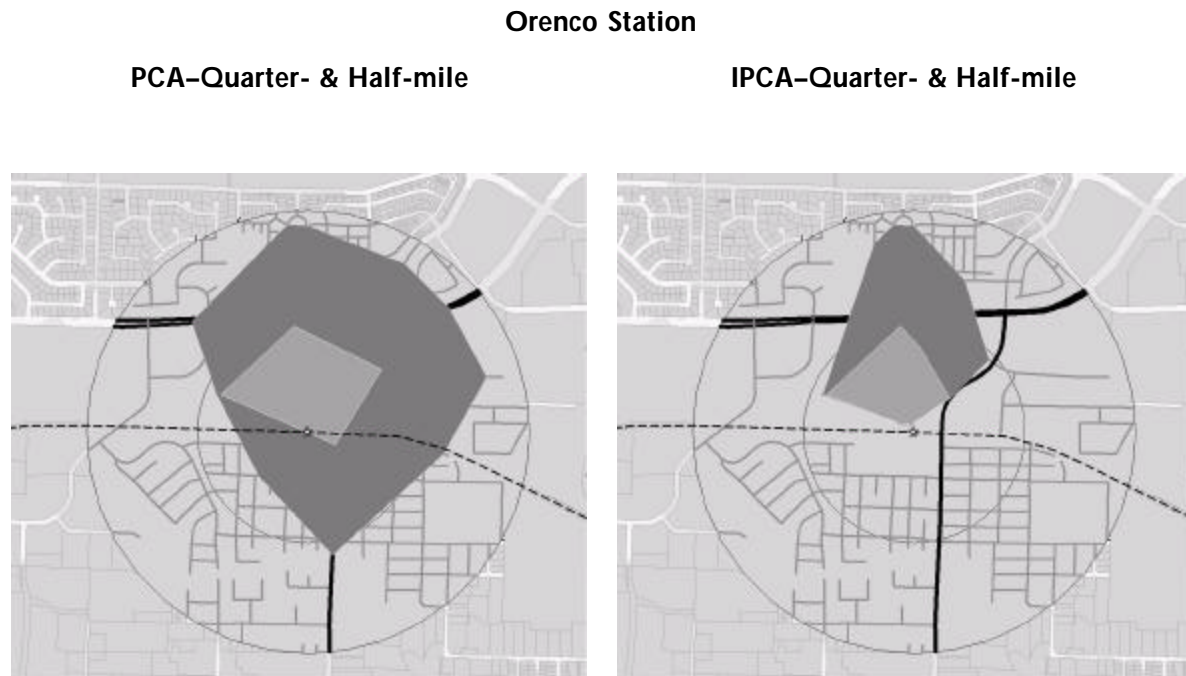 Orenco Station
PCA–Quarter- & Half-mile
IPCA–Quarter- & Half-mile